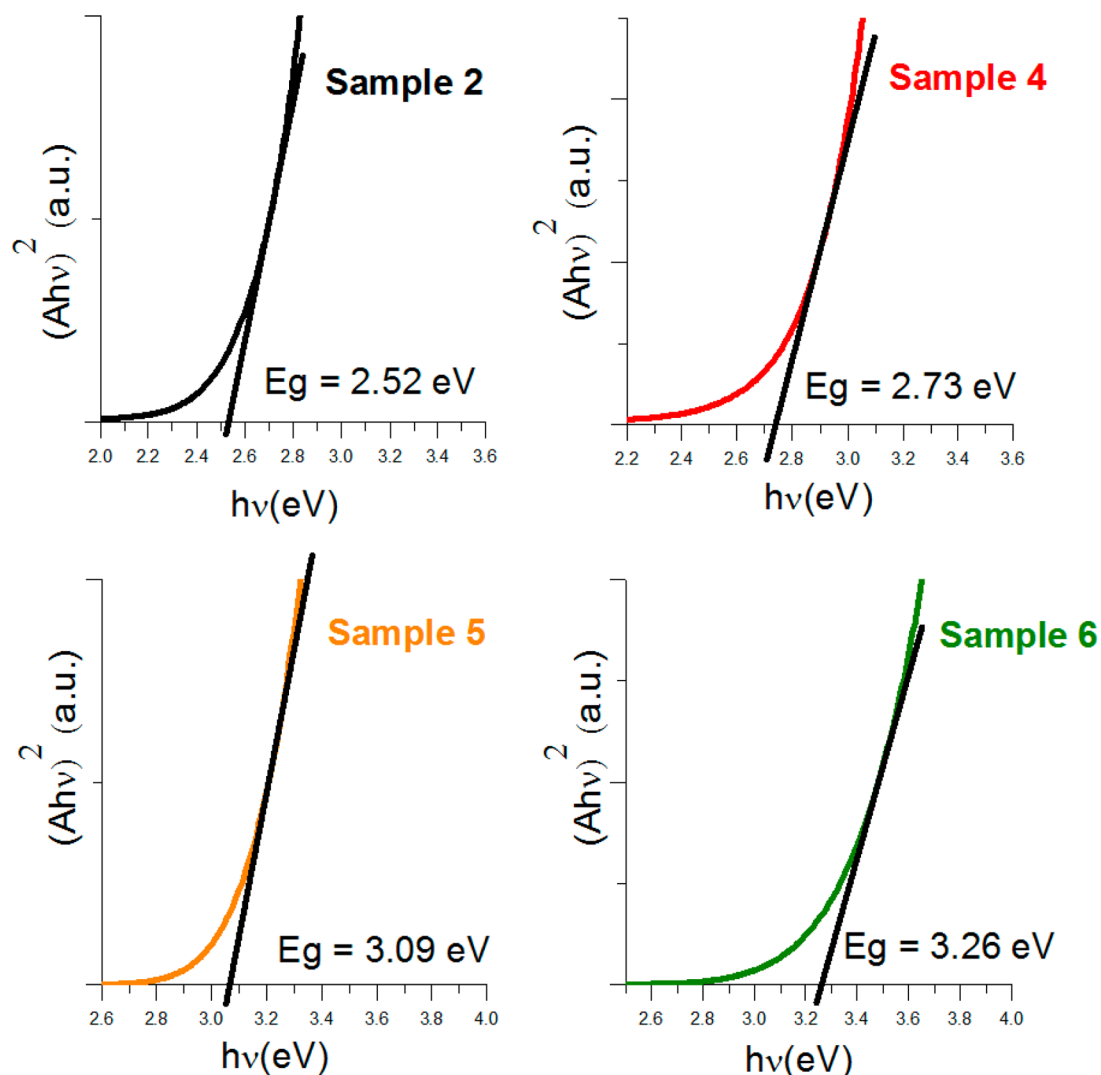 Sample 2
(Ahν)² (a.u.)
Eg = 2.52 eV
2.0 2.2 2.4 2.6 2.8 3.0 3.2 3.4 3.6
hν(eV)
Sample 4
(Ahν)² (a.u.)
Eg = 2.73 eV
2.2 2.4 2.6 2.8 3.0 3.2 3.4 3.6
hν(eV)
Sample 5
(Ahν)² (a.u.)
Eg = 3.09 eV
2.6 2.8 3.0 3.2 3.4 3.6 3.8 4.0
hν(eV)
Sample 6
(Ahν)² (a.u.)
Eg = 3.26 eV
2.6 2.8 3.0 3.2 3.4 3.6 3.8 4.0
hν(eV)